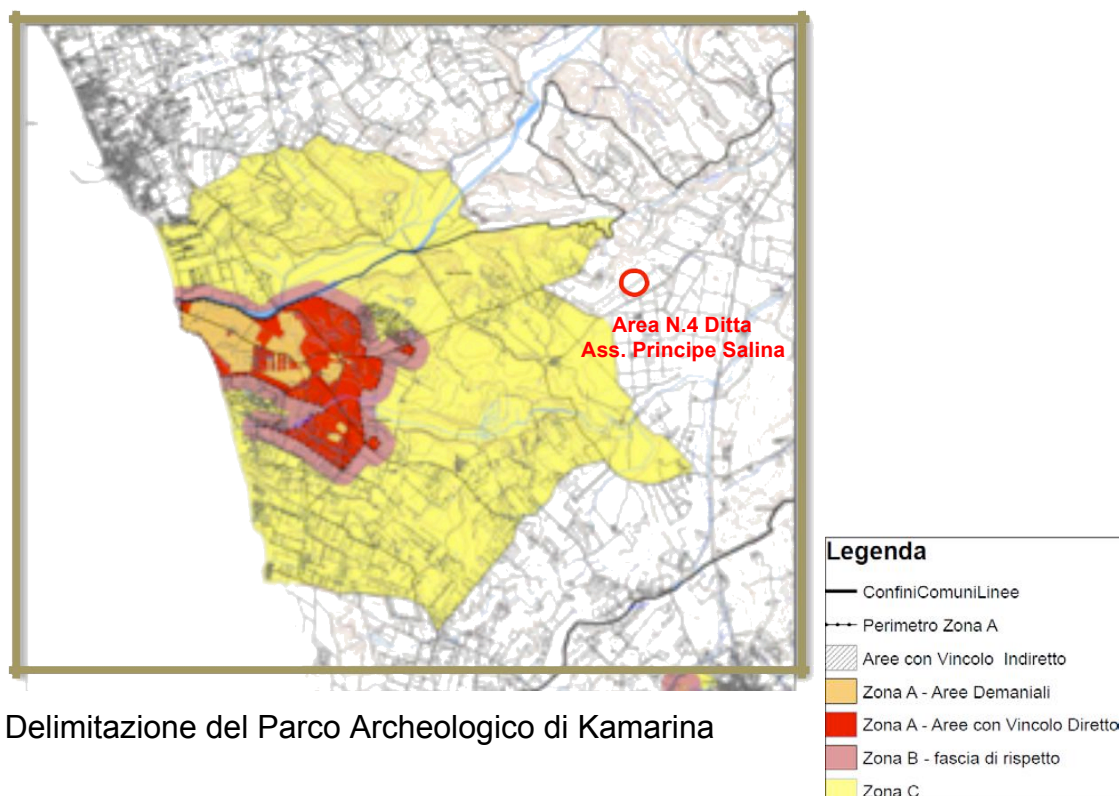 Area N.4 Ditta
Ass. Principe Salina
Legenda
ConfiniComuniLinee
Perimetro Zona A
Aree con Vincolo Indiretto
Zona A - Aree Demaniali
Zona A - Aree con Vincolo Diretto
Zona B - fascia di rispetto
Zona C
Delimitazione del Parco Archeologico di Kamarina